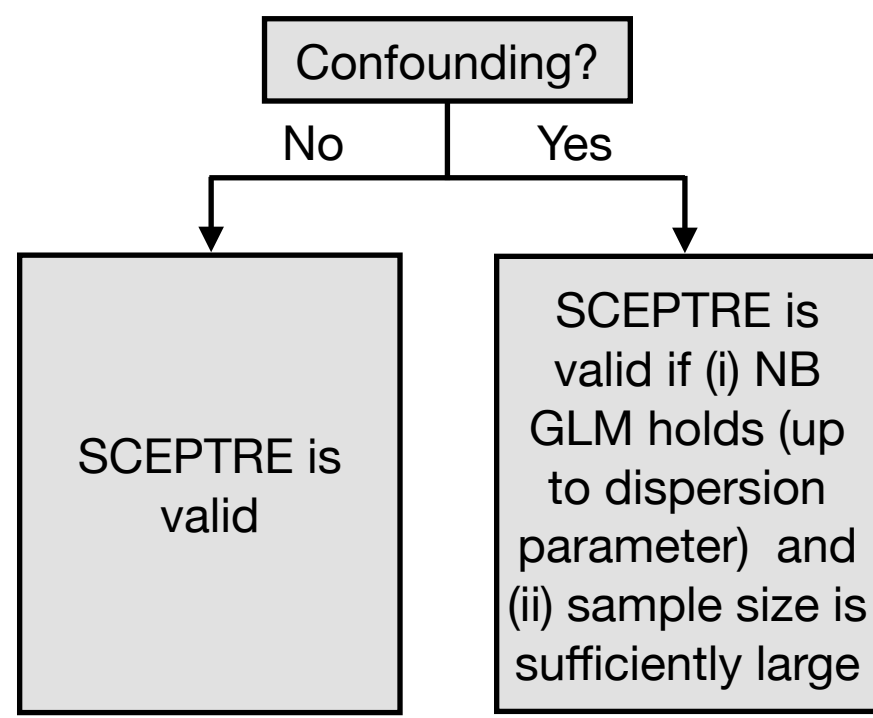 Confounding?
No
Yes
SCEPTRE is
valid
SCEPTRE is
valid if (i) NB
GLM holds (up
to dispersion
parameter) and
(ii) sample size is
sufficiently large